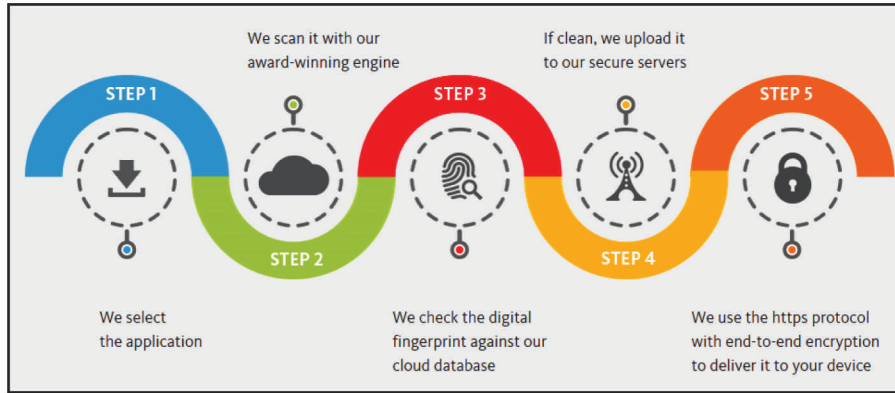 STEP 1
We select
the application
STEP 2
We scan it with our
award-winning engine
STEP 3
We check the digital
fingerprint against our
cloud database
STEP 4
If clean, we upload it
to our secure servers
STEP 5
We use the https protocol
with end-to-end encryption
to deliver it to your device